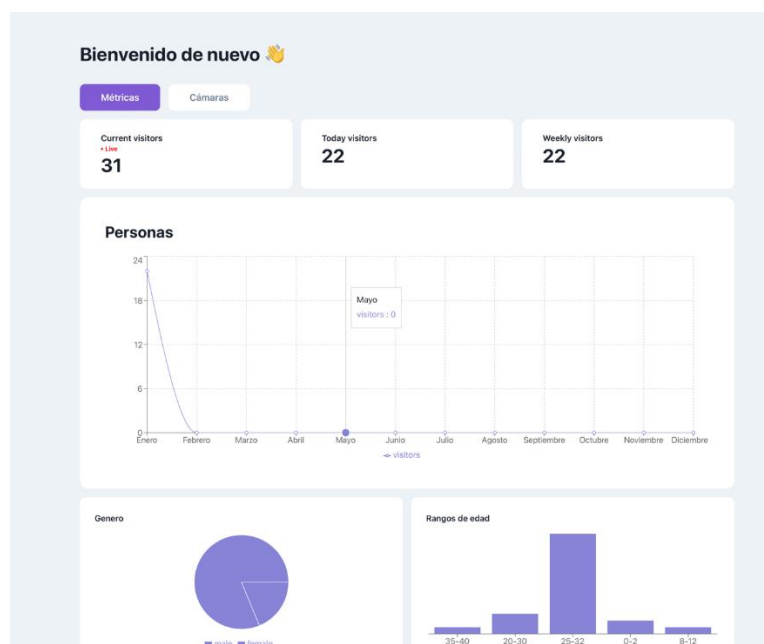 Bienvenido de nuevo 👋
Métricas Cámaras
Current visitors Today visitors Weekly visitors
• Live
31 22 22
Personas
24
18
12
6
0
Mayo
visitors : 0
Enero Febrero Marzo Abril Mayo Junio Julio Agosto Septiembre Octubre Noviembre Diciembre
visitors
Genero Rangos de edad
male female
35-40 20-30 25-32 0-2 8-12